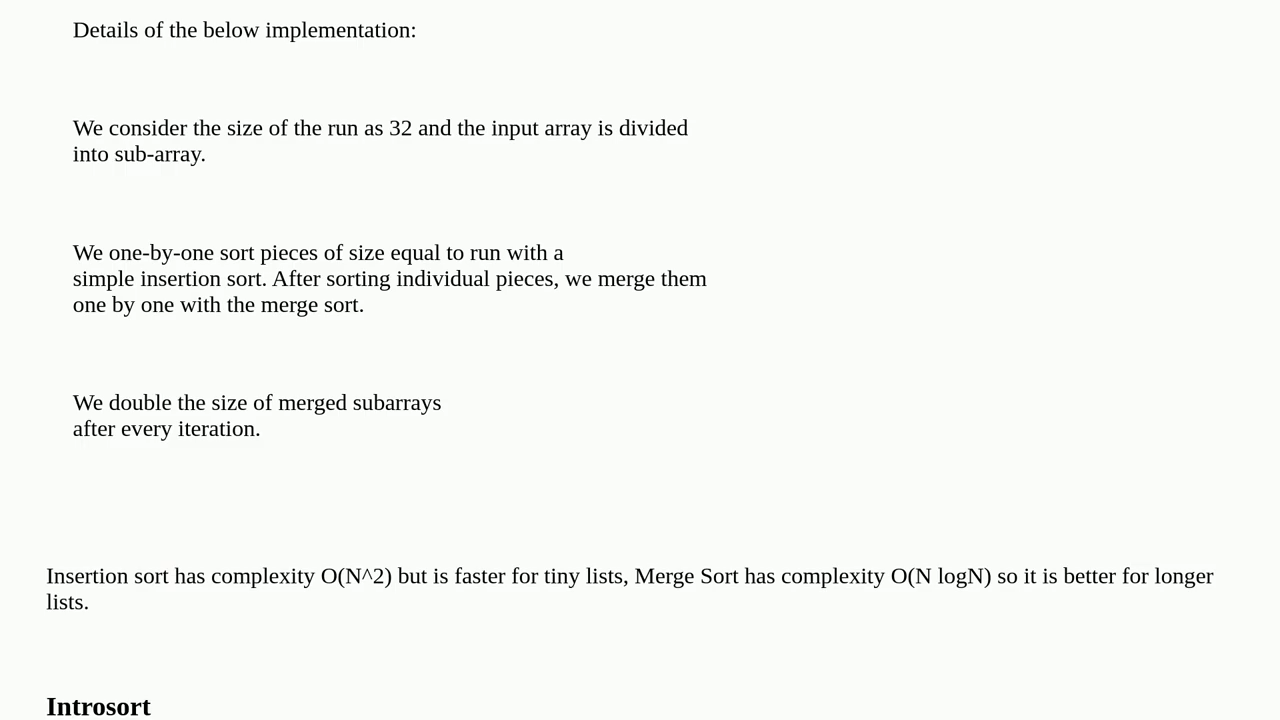 Details of the below implementation:
We consider the size of the run as 32 and the input array is divided
into sub-array.
We one-by-one sort pieces of size equal to run with a
simple insertion sort. After sorting individual pieces, we merge them
one by one with the merge sort.
We double the size of merged subarrays
after every iteration.
Insertion sort has complexity O(N^2) but is faster for tiny lists, Merge Sort has complexity O(N logN) so it is better for longer
lists.
Introsort